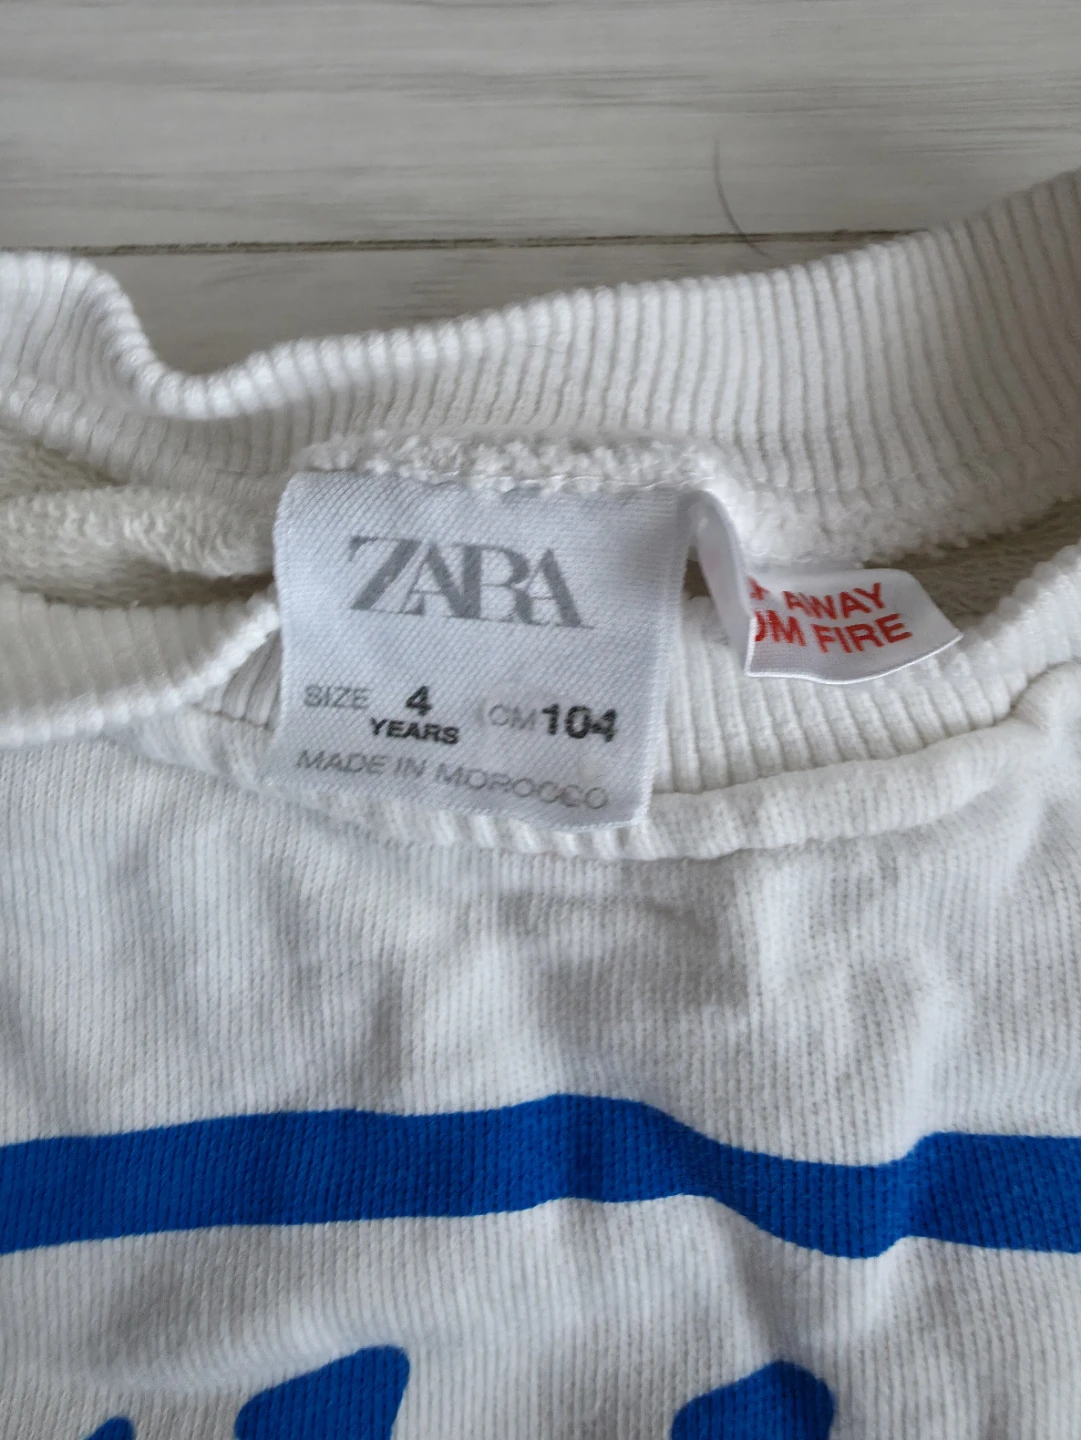 ZARA
SIZE 4 CM 104
YEARS
MADE IN MOROCCO
AWAY
FIRE